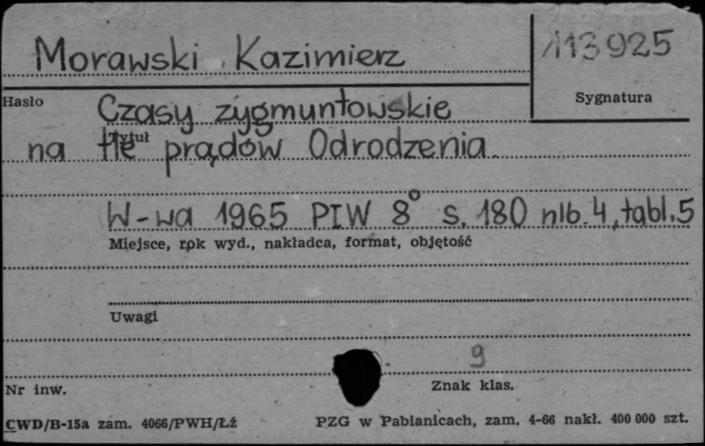 Morawski Kazimierz 113925
Hasło Sygnatura
Czasy zygmuntowskie
Tytuł
na tle prądów Odrodzenia
W-wa 1965 PIW 8° s. 180 nlb. 4, tabl. 5
Miejsce, rok wyd., nakładca, format, objętość
Uwagi
9
Nr inw. Znak klas.
CWD/B-15a zam. 4066/PWH/Łź PZG w Pabianicach, zam. 4-66 nakł. 400 000 szt.